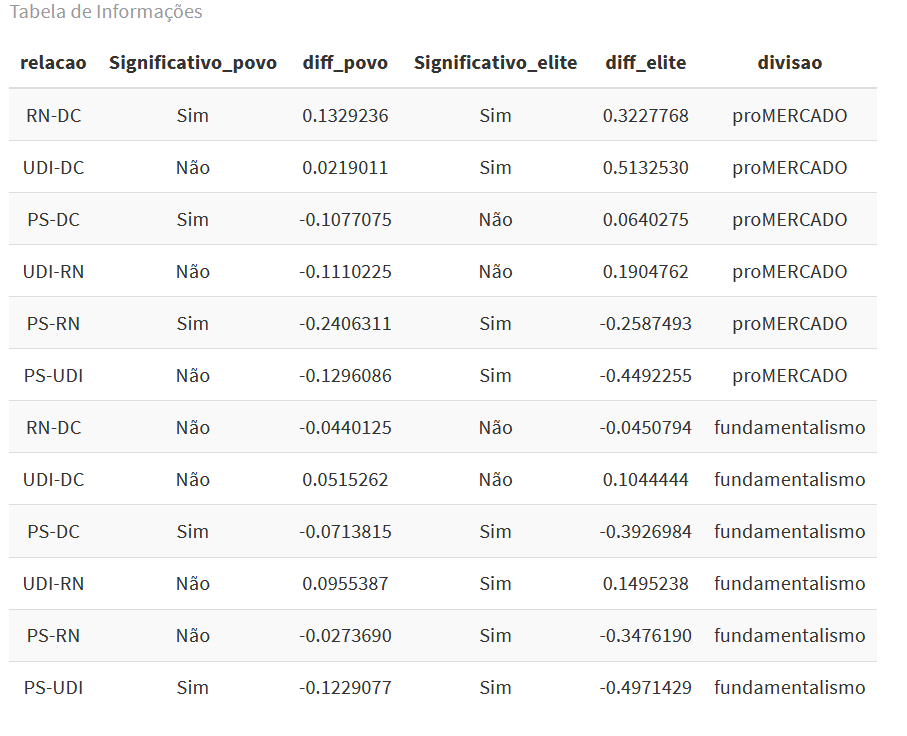 Tabela de Informações
relacao Significativo_povo diff_povo Significativo_elite diff_elite divisao
RN-DC Sim 0.1329236 Sim 0.3227768 proMERCADO
UDI-DC Não 0.0219011 Sim 0.5132530 proMERCADO
PS-DC Sim -0.1077075 Não 0.0640275 proMERCADO
UDI-RN Não -0.1110225 Não 0.1904762 proMERCADO
PS-RN Sim -0.2406311 Sim -0.2587493 proMERCADO
PS-UDI Não -0.1296086 Sim -0.4492255 proMERCADO
RN-DC Não -0.0440125 Não -0.0450794 fundamentalismo
UDI-DC Não 0.0515262 Não 0.1044444 fundamentalismo
PS-DC Sim -0.0713815 Sim -0.3926984 fundamentalismo
UDI-RN Não 0.0955387 Sim 0.1495238 fundamentalismo
PS-RN Não -0.0273690 Sim -0.3476190 fundamentalismo
PS-UDI Sim -0.1229077 Sim -0.4971429 fundamentalismo